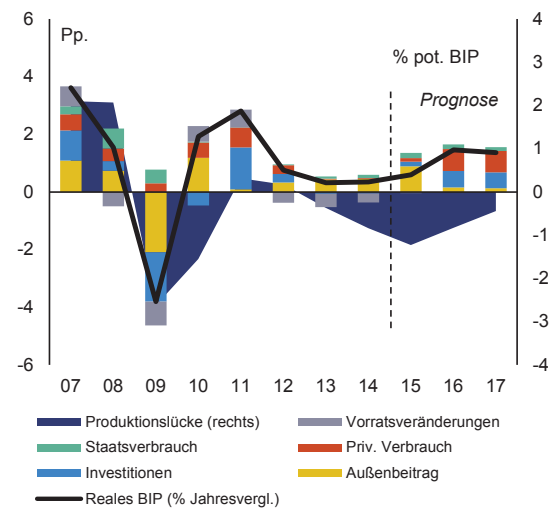 Pp.
% pot. BIP
Prognose
6
4
2
0
-2
-4
-6
4
3
2
1
0
-1
-2
-3
-4
07 08 09 10 11 12 13 14 15 16 17
Produktionslücke (rechts) Vorratsveränderungen
Staatsverbrauch Priv. Verbrauch
Investitionen Außenbeitrag
Reales BIP (% Jahresvergl.)